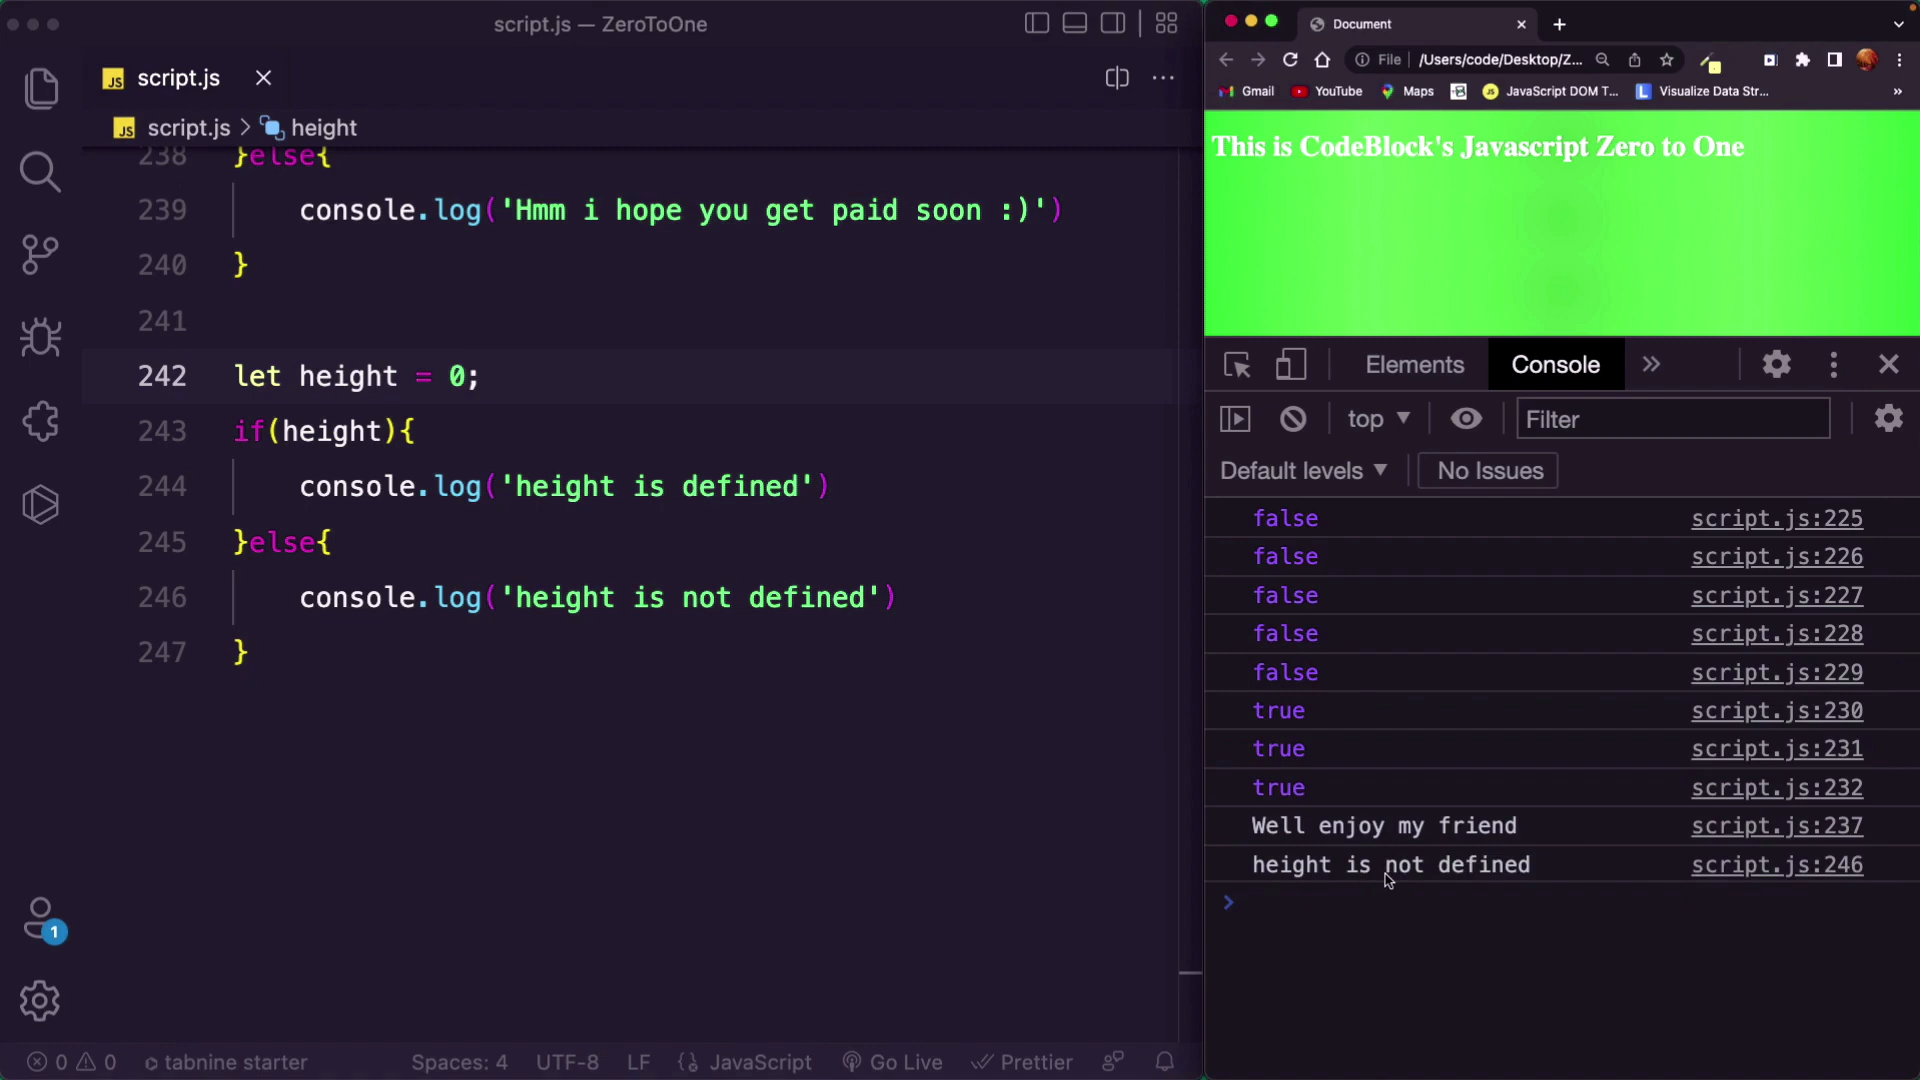 script.js — ZeroToOne
JS script.js
JS script.js > height
238 }else{
239 console.log('Hmm i hope you get paid soon :)')
240 }
241
242 let height = 0;
243 if(height){
244 console.log('height is defined')
245 }else{
246 console.log('height is not defined')
247 }
1
0 0 tabnine starter Spaces: 4 UTF-8 LF {} JavaScript Go Live Prettier
Document
File /Users/code/Desktop/Z...
Gmail YouTube Maps JS JavaScript DOM T... L Visualize Data Str... »
This is CodeBlock's Javascript Zero to One
Elements Console »
top Filter
Default levels No Issues
false script.js:225
false script.js:226
false script.js:227
false script.js:228
false script.js:229
true script.js:230
true script.js:231
true script.js:232
Well enjoy my friend script.js:237
height is not defined script.js:246
>